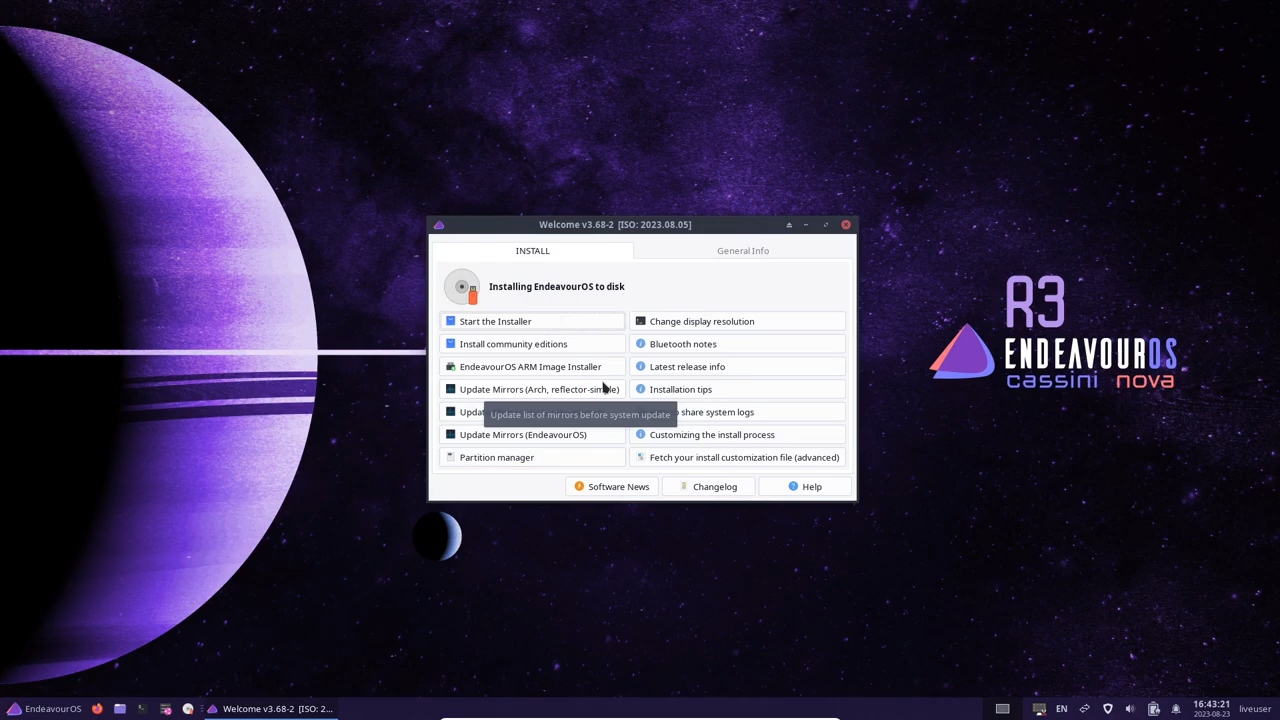 Welcome v3.68-2 [ISO: 2023.08.05]
INSTALL
General Info
Installing EndeavourOS to disk
Start the Installer
Change display resolution
Install community editions
Bluetooth notes
EndeavourOS ARM Image Installer
Latest release info
Update Mirrors (Arch, reflector-simple)
Installation tips
Update list of mirrors before system update
share system logs
Update Mirrors (EndeavourOS)
Customizing the install process
Partition manager
Fetch your install customization file (advanced)
Software News
Changelog
Help
R3
ENDEAVOUROS
cassini nova
EndeavourOS
Welcome v3.68-2 [ISO: 2...
EN
16:43:21
2023-08-23
liveuser